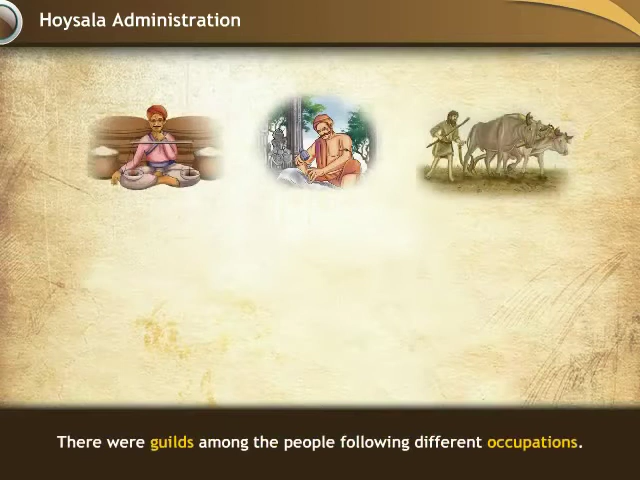 Hoysala Administration
There were guilds among the people following different occupations.